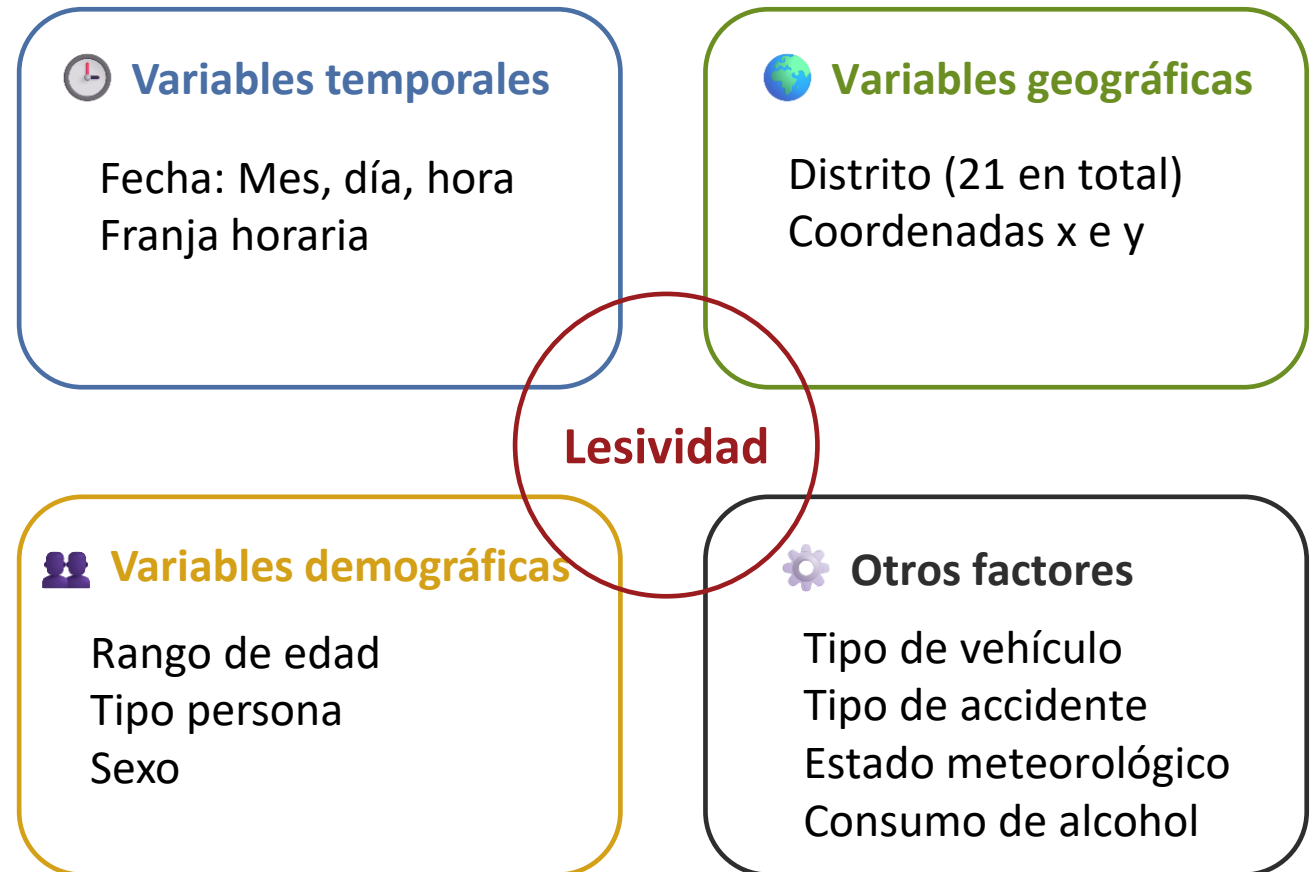 Variables temporales
Fecha: Mes, día, hora
Franja horaria
Variables geográficas
Distrito (21 en total)
Coordenadas x e y
Lesividad
Variables demográficas
Rango de edad
Tipo persona
Sexo
Otros factores
Tipo de vehículo
Tipo de accidente
Estado meteorológico
Consumo de alcohol